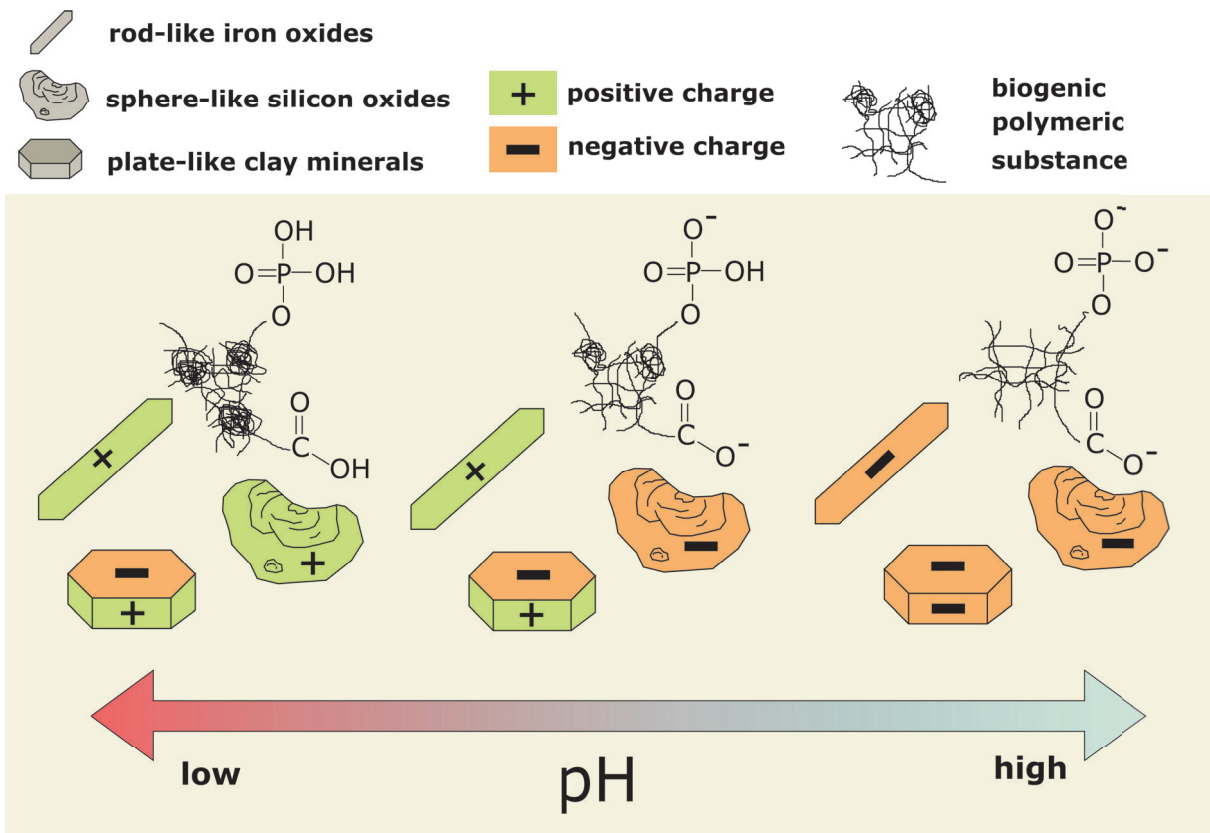 rod-like iron oxides
sphere-like silicon oxides
plate-like clay minerals
+ positive charge
− negative charge
biogenic
polymeric
substance
OH
O=P–OH
O
O
C
OH
+
+
−
+
O⁻
O=P–OH
O
O
C
O⁻
+
−
−
+
O⁻
O=P–O⁻
O
O
C
O⁻
−
−
−
−
low
pH
high